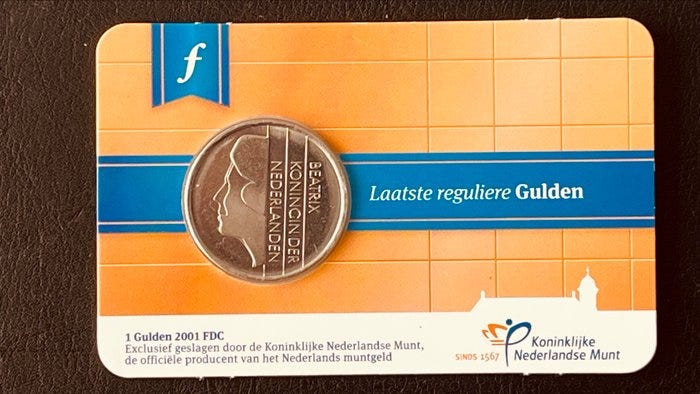 f
BEATRIX
KONINGIN DER
NEDERLANDEN
Laatste reguliere Gulden
1 Gulden 2001 FDC
Exclusief geslagen door de Koninklijke Nederlandse Munt,
de officiële producent van het Nederlands muntgeld
SINDS 1567
Koninklijke
Nederlandse Munt